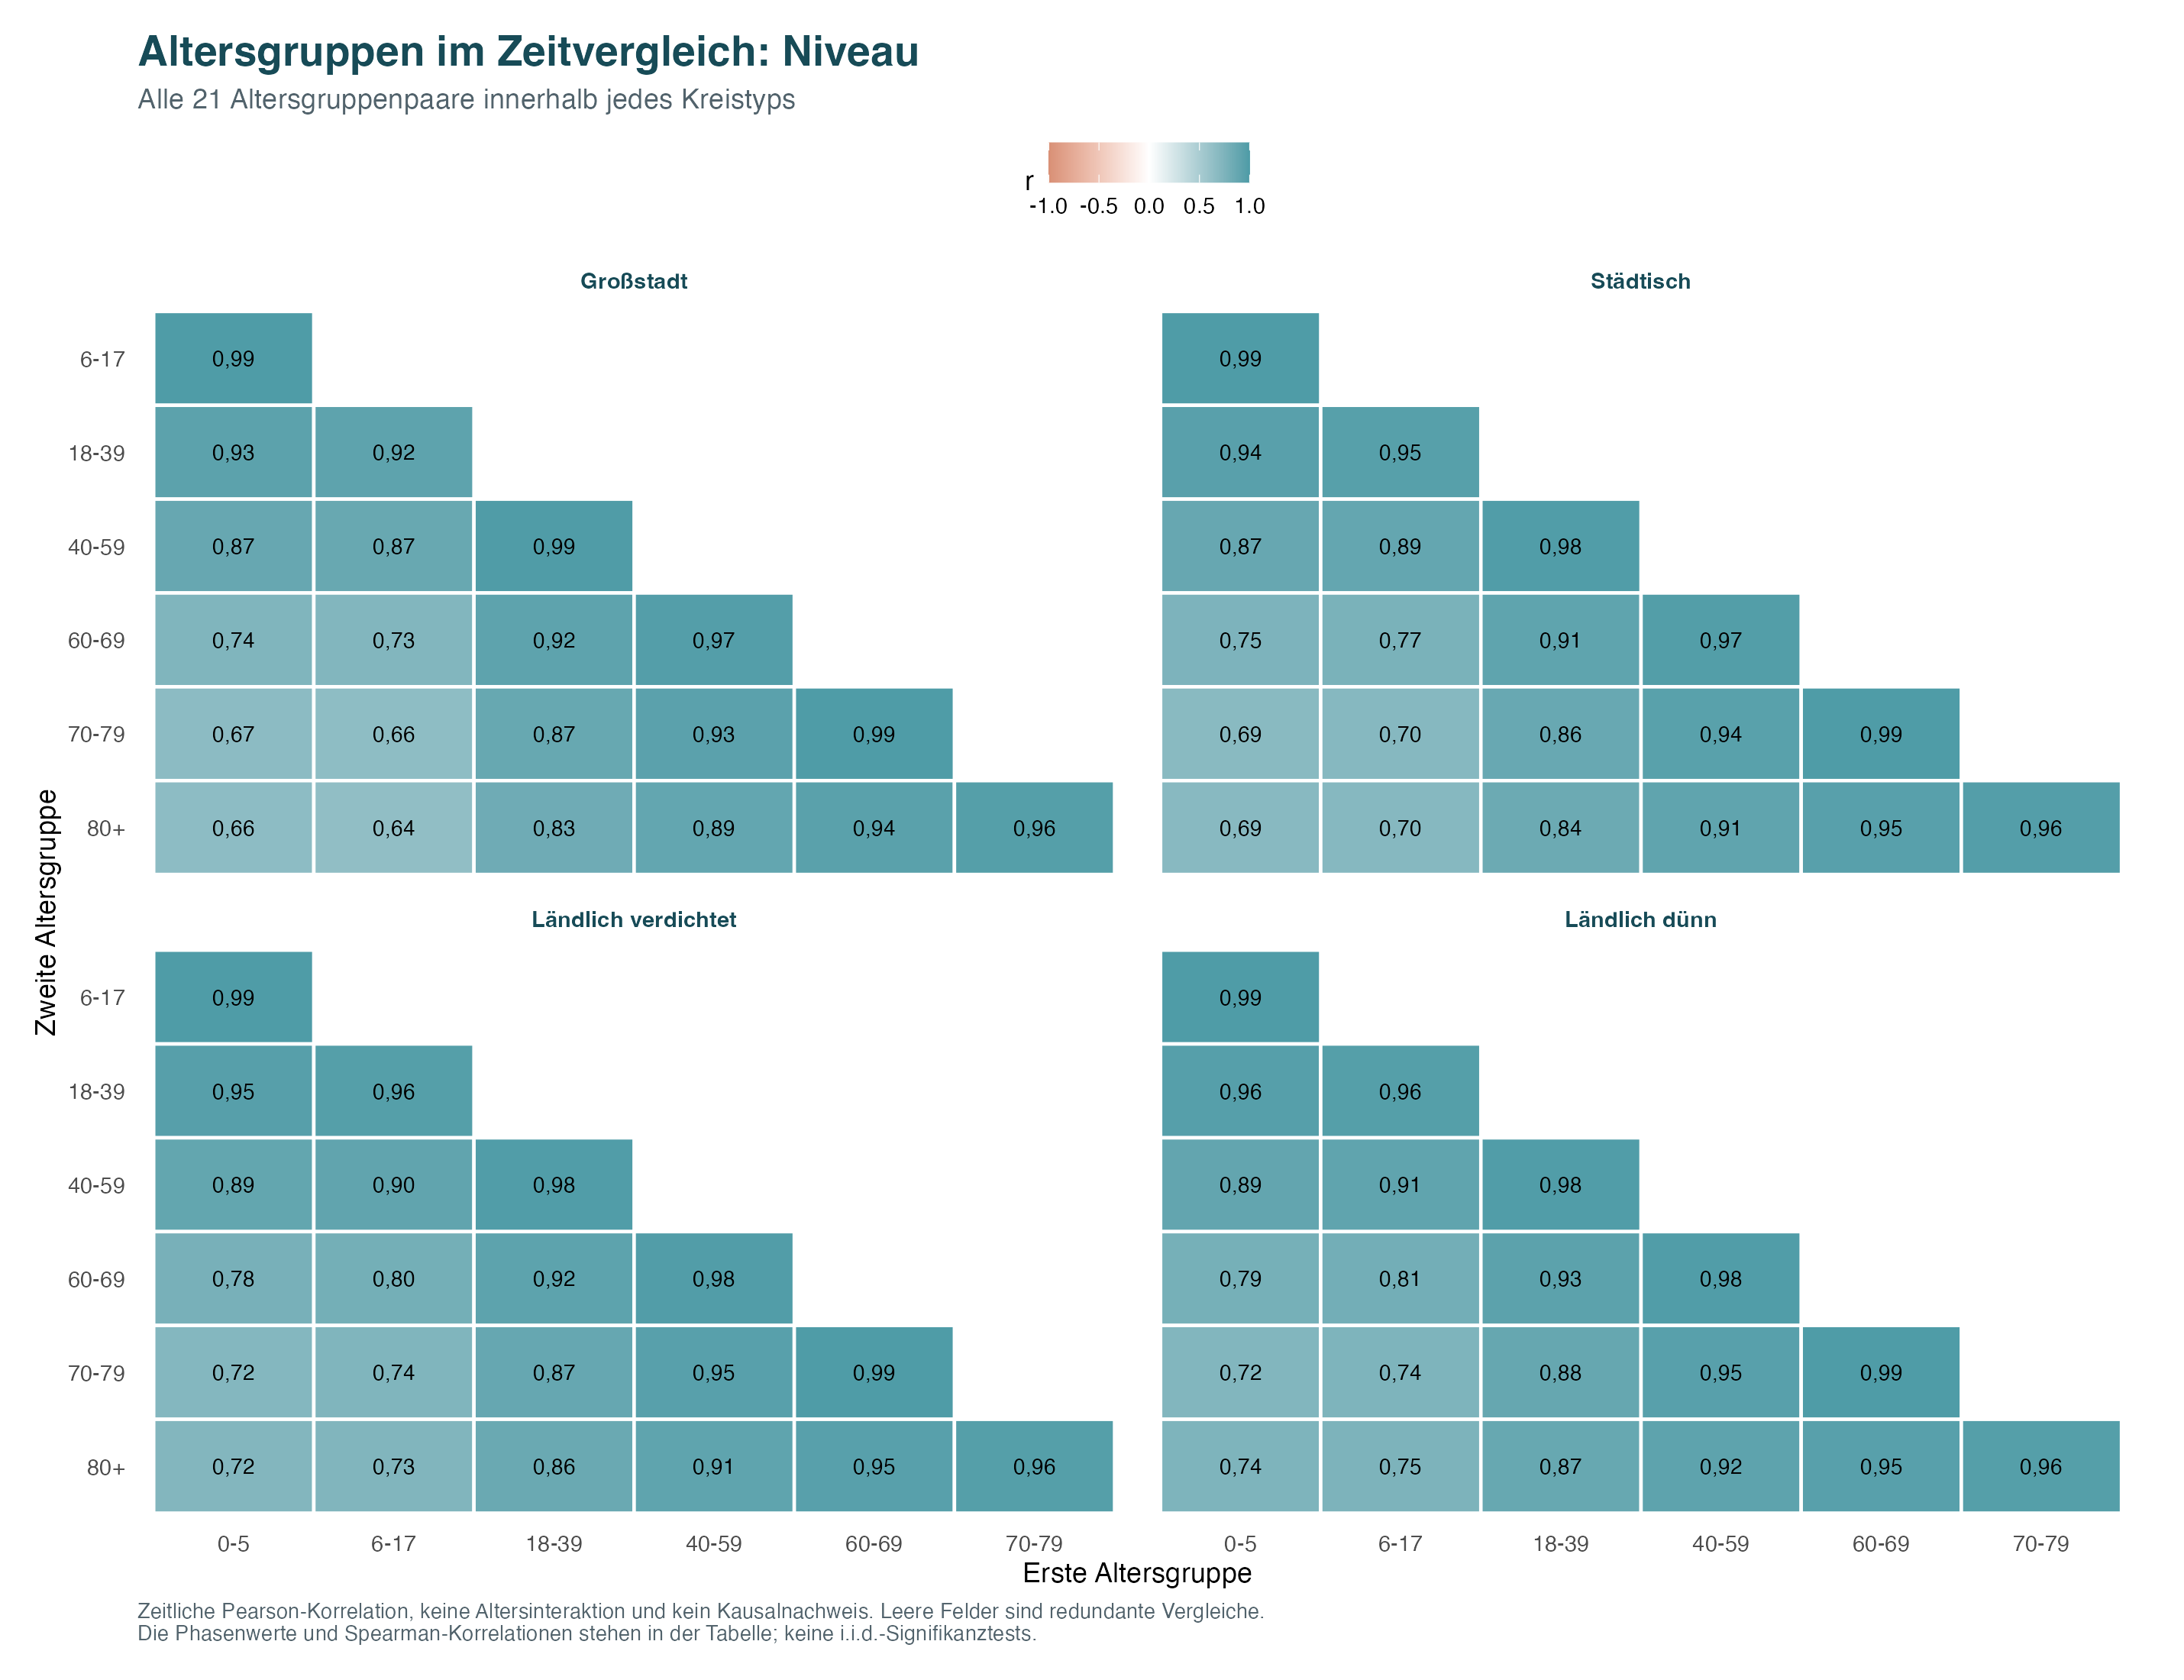 Altersgruppen im Zeitvergleich: Niveau
Alle 21 Altersgruppenpaare innerhalb jedes Kreistyps
r
-1.0 -0.5 0.0 0.5 1.0
Großstadt
6-17 0,99
18-39 0,93 0,92
40-59 0,87 0,87 0,99
60-69 0,74 0,73 0,92 0,97
70-79 0,67 0,66 0,87 0,93 0,99
80+ 0,66 0,64 0,83 0,89 0,94 0,96
Städtisch
0,99
0,94 0,95
0,87 0,89 0,98
0,75 0,77 0,91 0,97
0,69 0,70 0,86 0,94 0,99
0,69 0,70 0,84 0,91 0,95 0,96
Zweite Altersgruppe
Ländlich verdichtet
6-17 0,99
18-39 0,95 0,96
40-59 0,89 0,90 0,98
60-69 0,78 0,80 0,92 0,98
70-79 0,72 0,74 0,87 0,95 0,99
80+ 0,72 0,73 0,86 0,91 0,95 0,96
0-5 6-17 18-39 40-59 60-69 70-79
Ländlich dünn
0,99
0,96 0,96
0,89 0,91 0,98
0,79 0,81 0,93 0,98
0,72 0,74 0,88 0,95 0,99
0,74 0,75 0,87 0,92 0,95 0,96
0-5 6-17 18-39 40-59 60-69 70-79
Erste Altersgruppe
Zeitliche Pearson-Korrelation, keine Altersinteraktion und kein Kausalnachweis. Leere Felder sind redundante Vergleiche.
Die Phasenwerte und Spearman-Korrelationen stehen in der Tabelle; keine i.i.d.-Signifikanztests.